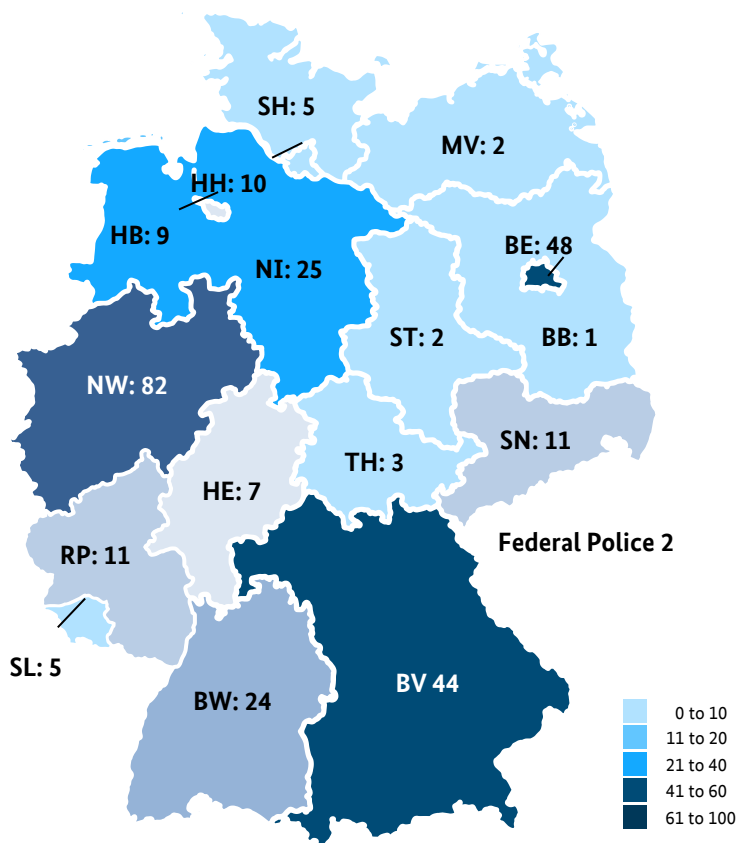 SH: 5
MV: 2
HH: 10
HB: 9
BE: 48
NI: 25
ST: 2
BB: 1
NW: 82
SN: 11
TH: 3
HE: 7
Federal Police 2
RP: 11
SL: 5
BV 44
BW: 24
0 to 10
11 to 20
21 to 40
41 to 60
61 to 100